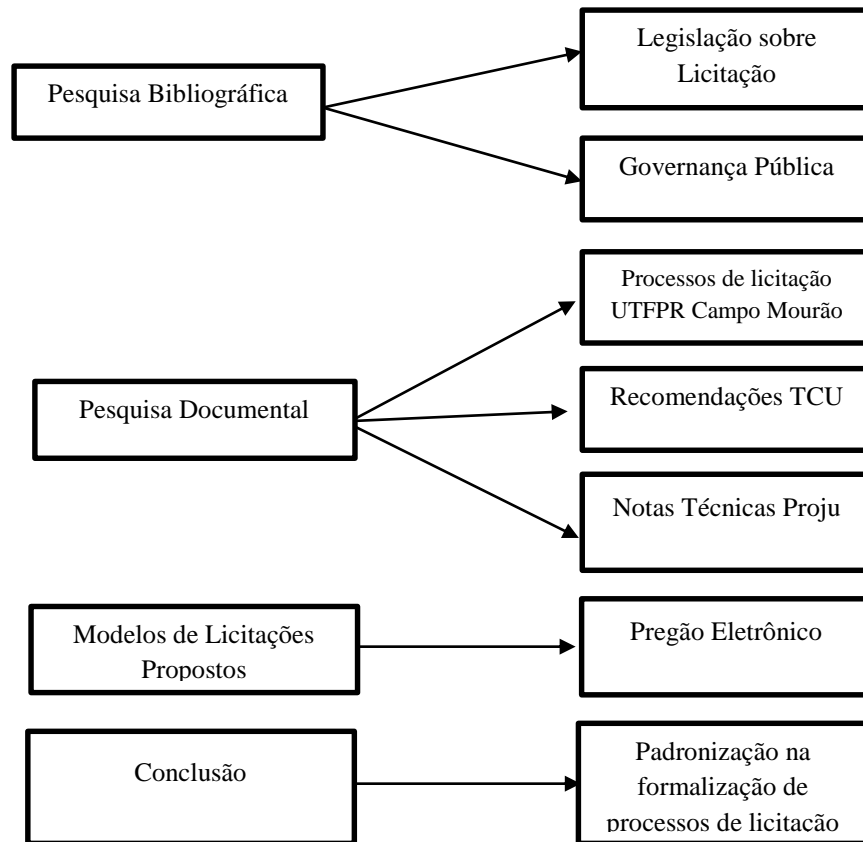 Pesquisa Bibliográfica
Legislação sobre
Licitação
Governança Pública
Pesquisa Documental
Processos de licitação
UTFPR Campo Mourão
Recomendações TCU
Notas Técnicas Proju
Modelos de Licitações
Propostos
Pregão Eletrônico
Conclusão
Padronização na
formalização de
processos de licitação